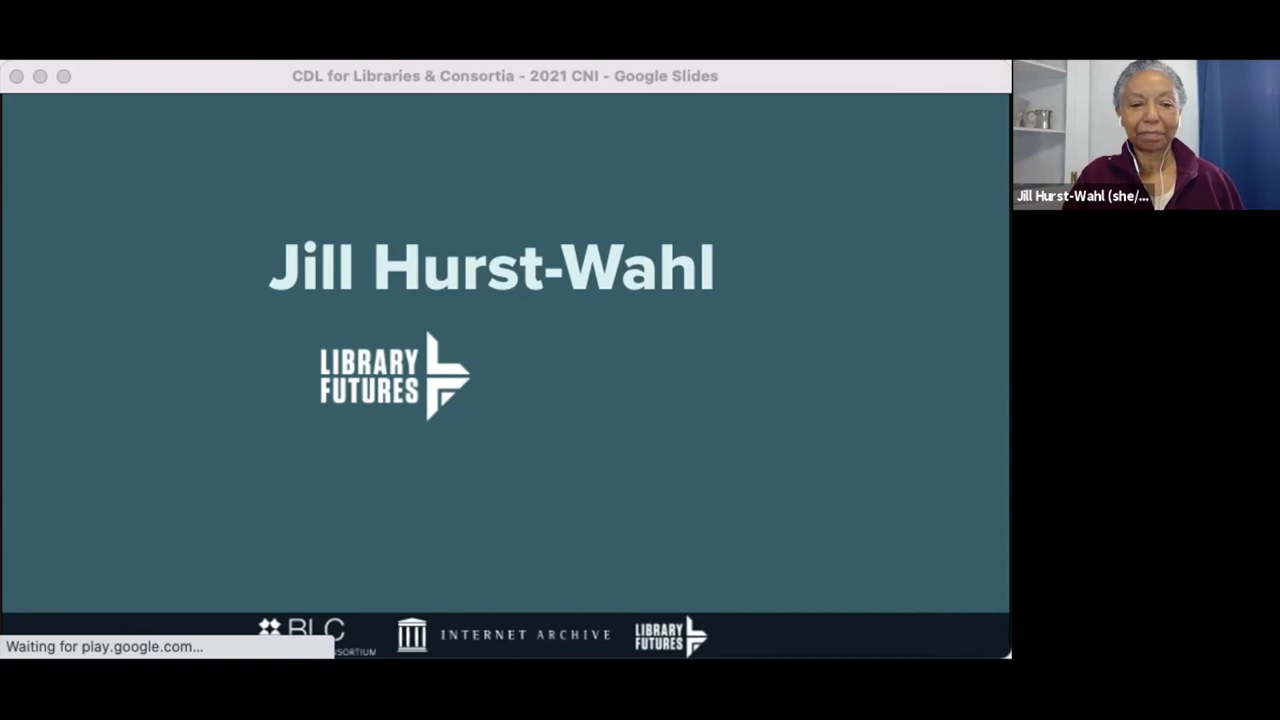 CDL for Libraries & Consortia - 2021 CNI - Google Slides
Jill Hurst-Wahl (she/...
Jill Hurst-Wahl
LIBRARY
FUTURES
BLC
INTERNET ARCHIVE
LIBRARY
FUTURES
Waiting for play.google.com...